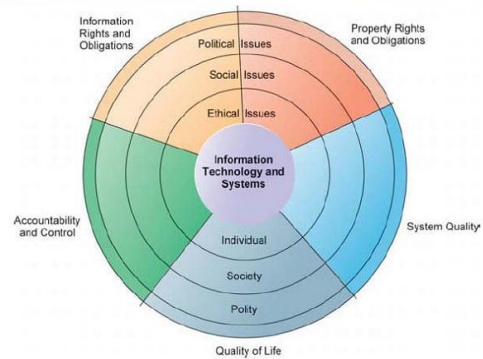 Information
Rights and
Obligations
Property Rights
and Obligations
Political Issues
Social Issues
Ethical Issues
Information
Technology and
Systems
Accountability
and Control
System Quality
Individual
Society
Polity
Quality of Life